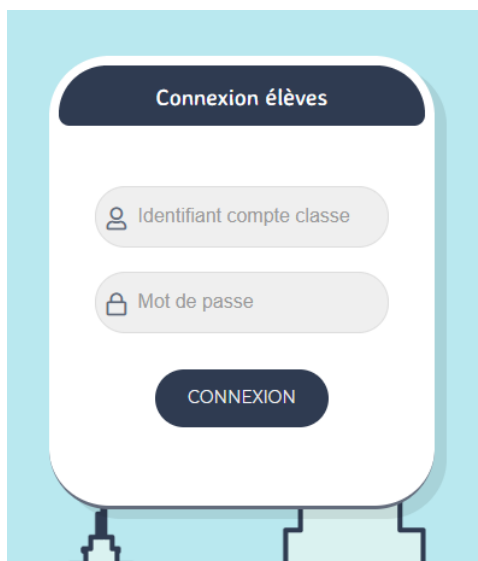 Connexion élèves
Identifiant compte classe
Mot de passe
CONNEXION